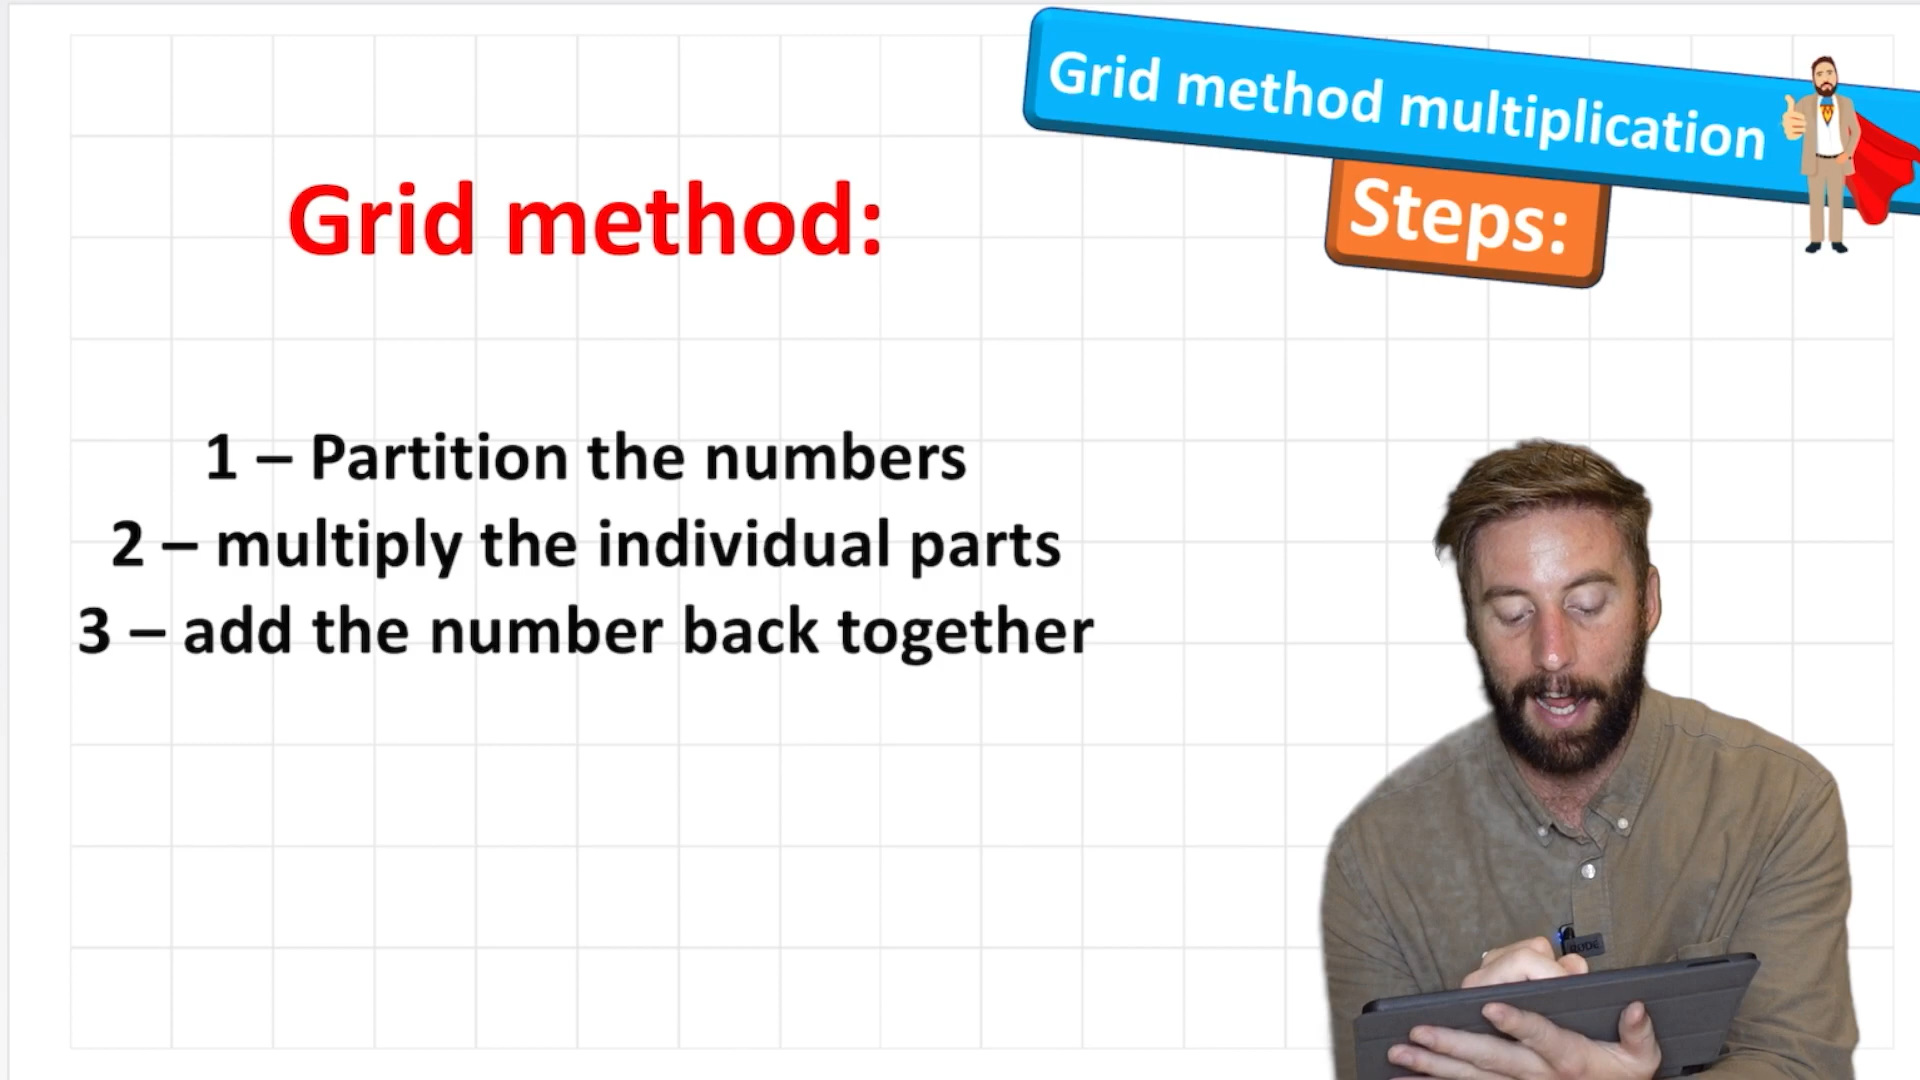 Grid method multiplication
Steps:
Grid method:
1 – Partition the numbers
2 – multiply the individual parts
3 – add the number back together
RODE